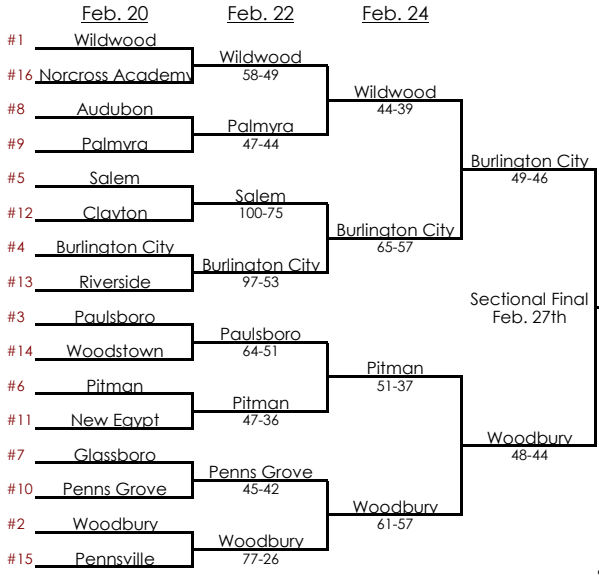 Feb. 20 Feb. 22 Feb. 24
#1 Wildwood
Wildwood
#16 Norcross Academy 58-49
Wildwood
#8 Audubon 44-39
Palmyra
#9 Palmyra 47-44
Burlington City
#5 Salem 49-46
Salem
#12 Clayton 100-75
Burlington City
#4 Burlington City 65-57
Burlington City
#13 Riverside 97-53
Sectional Final
Feb. 27th
#3 Paulsboro
Paulsboro
#14 Woodstown 64-51
Pitman
#6 Pitman 51-37
Pitman
#11 New Egypt 47-36
Woodbury
#7 Glassboro 48-44
Penns Grove
#10 Penns Grove 45-42
Woodbury
#2 Woodbury 61-57
Woodbury
#15 Pennsville 77-26